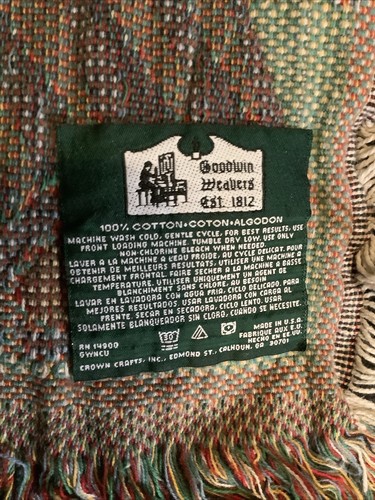 Goodwin
Weavers
Est. 1812
100% COTTON•COTON•ALGODON
MACHINE WASH COLD, GENTLE CYCLE. FOR BEST RESULTS, USE
FRONT LOADING MACHINE. TUMBLE DRY LOW. USE ONLY
NON-CHLORINE BLEACH WHEN NEEDED.
LAVER A LA MACHINE A L'EAU FROIDE, AU CYCLE DELICAT. POUR
OBTENIR DE MEILLEURS RESULTATS, UTILISER UNE MACHINE A
CHARGEMENT FRONTAL. FAIRE SECHER A LA MACHINE A BASSE
TEMPERATURE. UTILISER UNIQUEMENT UN AGENT DE
BLANCHIMENT SANS CHLORE, AU BESOIN
LAVAR EN LAVADORA CON AGUA FRIA, CICLO DELICADO. PARA
MEJORES RESULTADOS, USAR LAVADORA CON CARGA AL
FRENTE. SECAR EN SECADORA, CICLO LENTO. USAR
SOLAMENTE BLANQUEADOR SIN CLORO, CUANDO SE NECESITE.
RN 14900
GWNCU
MADE IN U.S.A.
FABRIQUE AUX E.U.
HECHO EN EE.UU.
CROWN CRAFTS, INC., EDMOND ST., CALHOUN, GA 30701